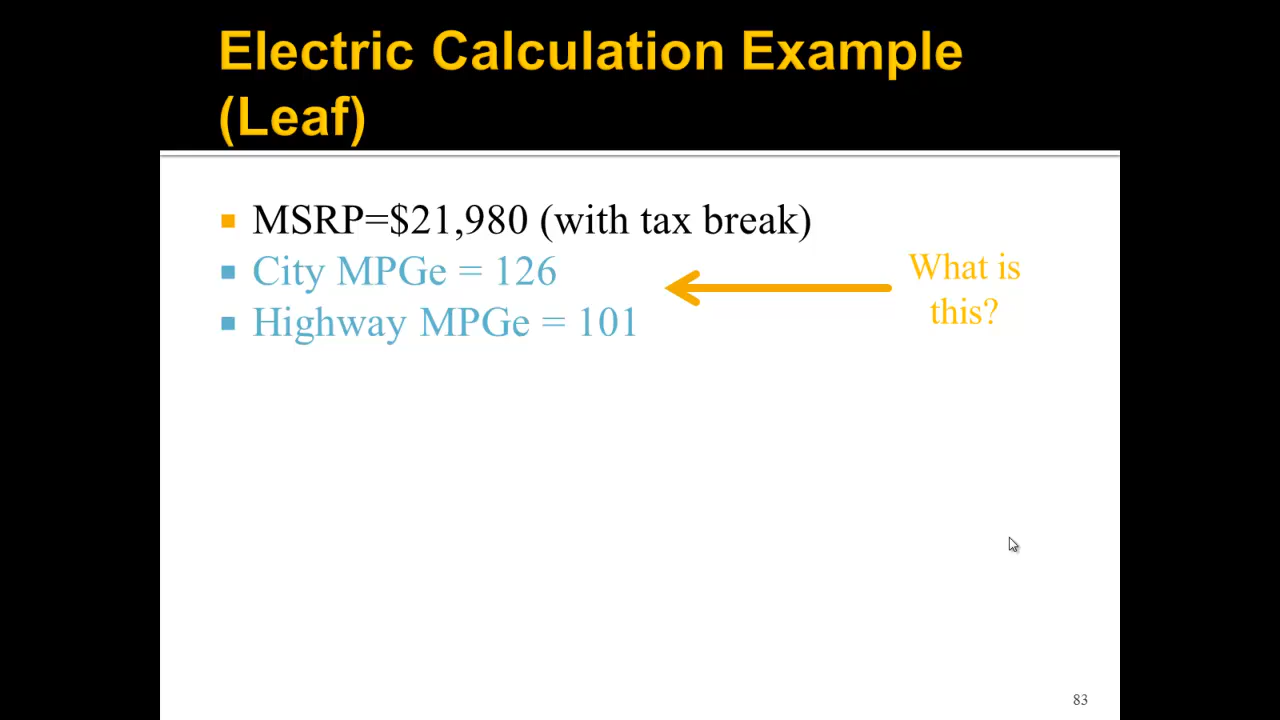 Electric Calculation Example
(Leaf)
MSRP=$21,980 (with tax break)
City MPGe = 126
Highway MPGe = 101
What is
this?
83